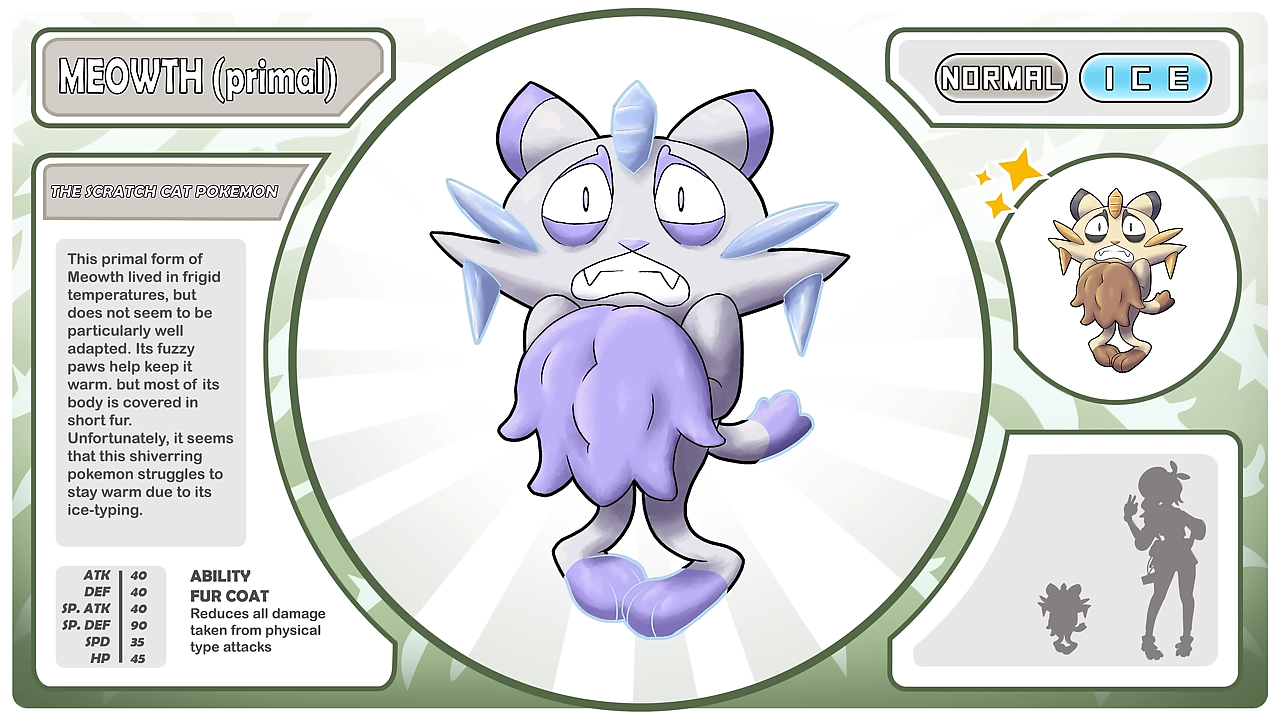 MEOWTH (primal)
NORMAL
ICE
THE SCRATCH CAT POKEMON
This primal form of
Meowth lived in frigid
temperatures, but
does not seem to be
particularly well
adapted. Its fuzzy
paws help keep it
warm. but most of its
body is covered in
short fur.
Unfortunately, it seems
that this shiverring
pokemon struggles to
stay warm due to its
ice-typing.
ATK 40
DEF 40
SP. ATK 40
SP. DEF 90
SPD 35
HP 45
ABILITY
FUR COAT
Reduces all damage
taken from physical
type attacks